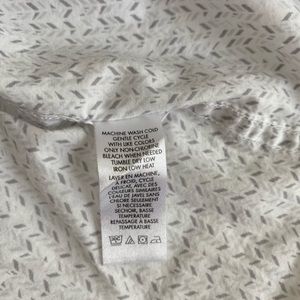 MACHINE WASH COLD
GENTLE CYCLE
WITH LIKE COLORS
ONLY NON-CHLORINE
BLEACH WHEN NEEDED
TUMBLE DRY LOW
IRON LOW HEAT
LAVER EN MACHINE,
À FROID, CYCLE
DÉLICAT, AVEC DES
COULEURS SIMILAIRES
D'EAU DE JAVEL SANS
CHLORE SEULEMENT
SI NÉCESSAIRE
SÉCHOIR, BASSE
TEMPÉRATURE
REPASSAGE À BASSE
TEMPÉRATURE